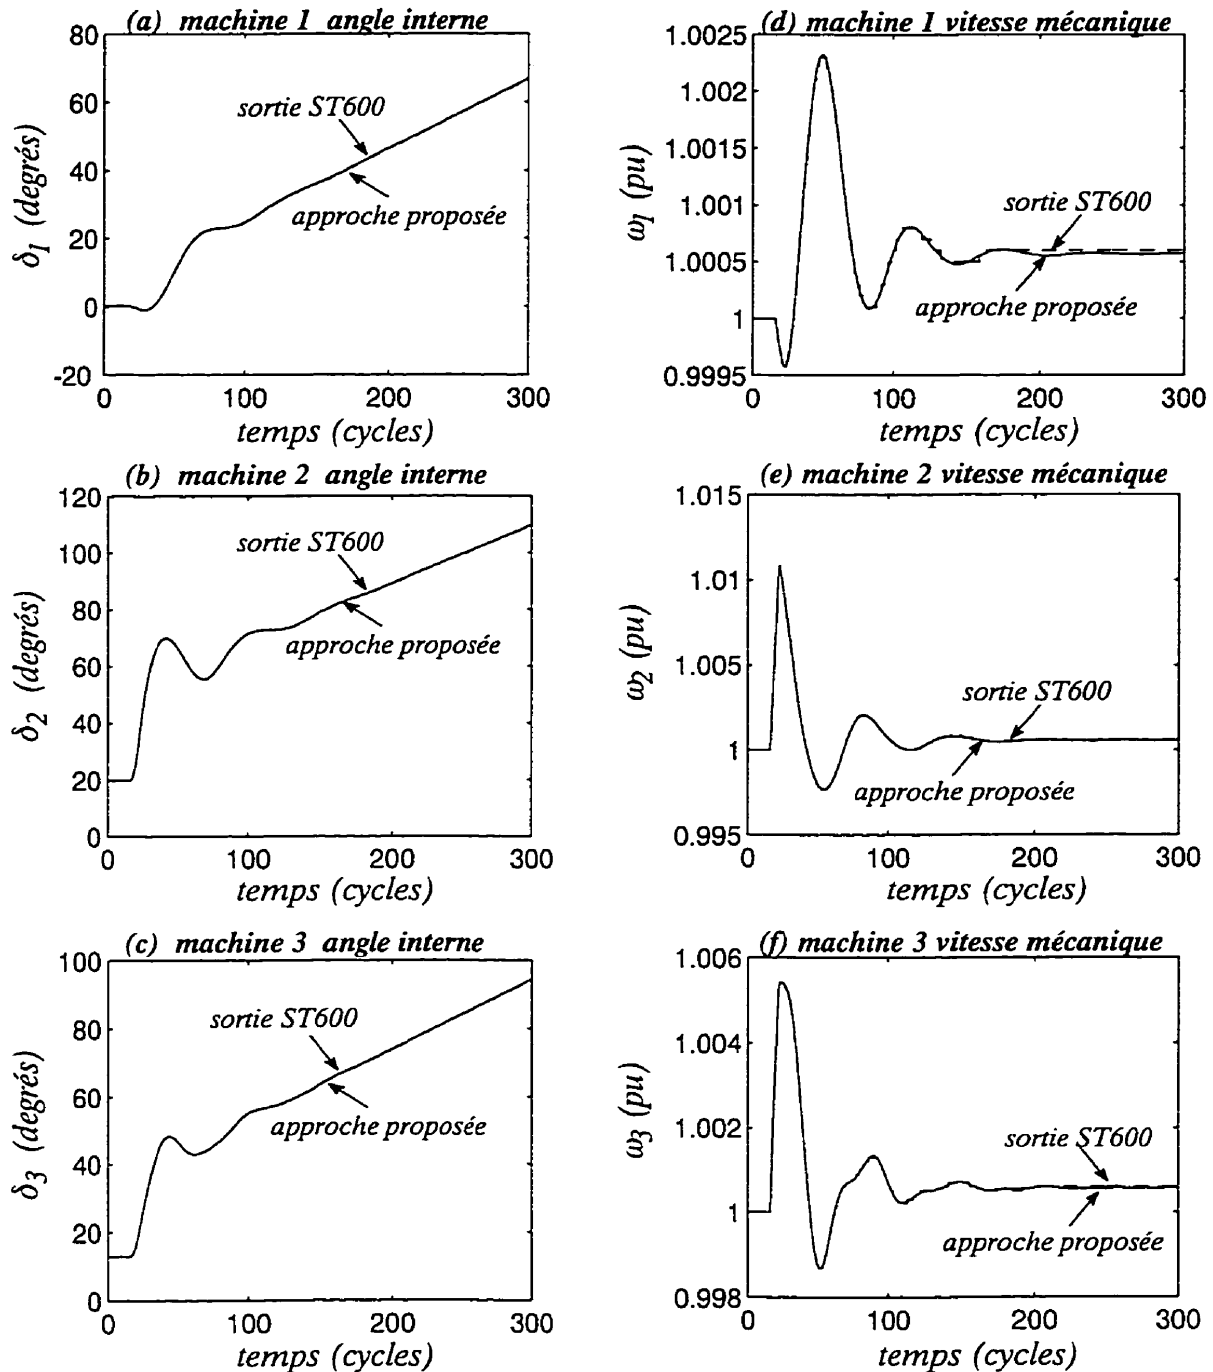 (a) machine 1 angle interne
80
60
40
20
0
-20
δ1 (degrés)
sortie ST600
approche proposée
0 100 200 300
temps (cycles)
(d) machine 1 vitesse mécanique
1.0025
1.002
1.0015
1.001
1.0005
1
0.9995
ω1 (pu)
sortie ST600
approche proposée
0 100 200 300
temps (cycles)
(b) machine 2 angle interne
120
100
80
60
40
20
0
δ2 (degrés)
sortie ST600
approche proposée
0 100 200 300
temps (cycles)
(e) machine 2 vitesse mécanique
1.015
1.01
1.005
1
0.995
ω2 (pu)
sortie ST600
approche proposée
0 100 200 300
temps (cycles)
(c) machine 3 angle interne
100
80
60
40
20
0
δ3 (degrés)
sortie ST600
approche proposée
0 100 200 300
temps (cycles)
(f) machine 3 vitesse mécanique
1.006
1.004
1.002
1
0.998
ω3 (pu)
sortie ST600
approche proposée
0 100 200 300
temps (cycles)